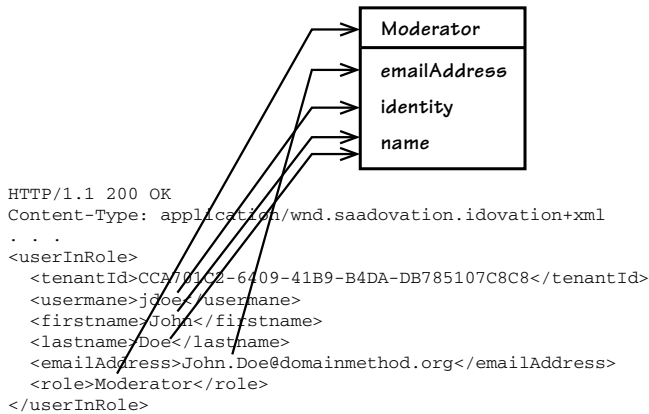 Moderator
emailAddress
identity
name
HTTP/1.1 200 OK
Content-Type: application/wnd.saadovation.idovation+xml
. . .
<userInRole>
<tenantId>CCA701C2-6409-41B9-B4DA-DB785107C8C8</tenantId>
<usermane>jdoe</usermane>
<firstname>John</firstname>
<lastname>Doe</lastname>
<emailAddress>John.Doe@domainmethod.org</emailAddress>
<role>Moderator</role>
</userInRole>